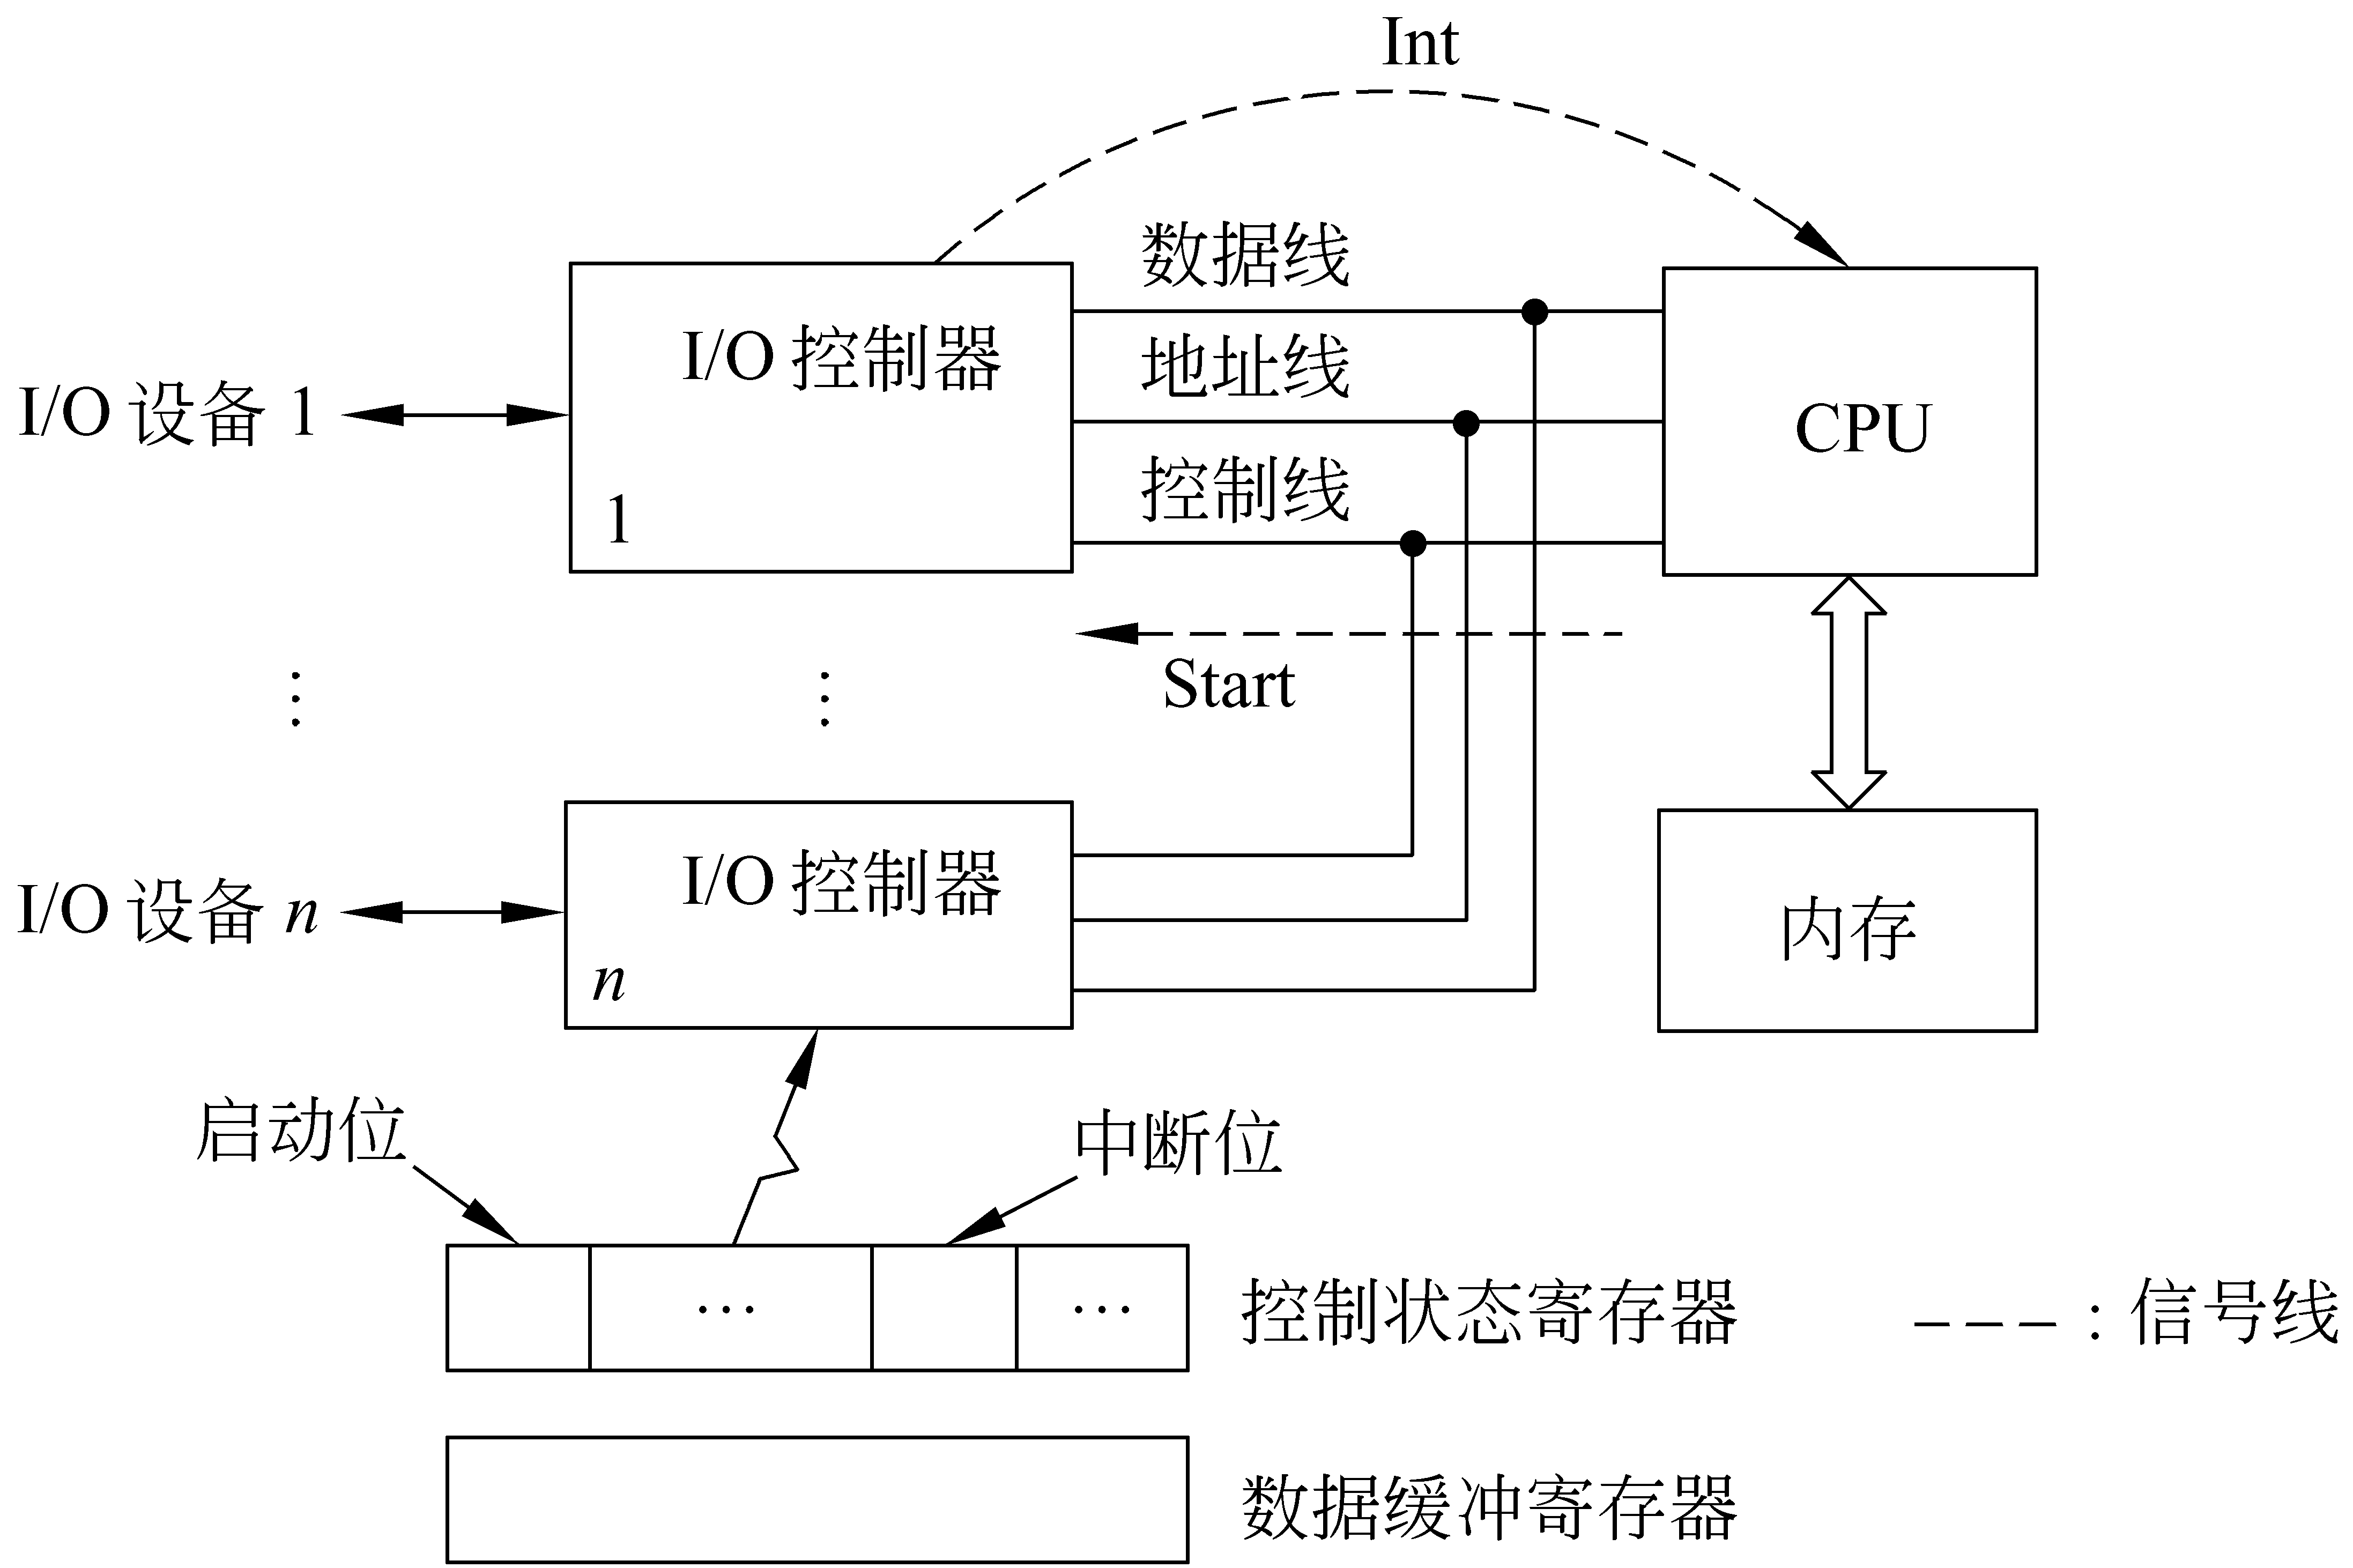 Int
数据线
I/O 控制器
地址线
I/O 设备 1
CPU
控制线
1
Start
⋮ ⋮
I/O 控制器
I/O 设备 n
内存
n
启动位
中断位
… …
控制状态寄存器
---: 信号线
数据缓冲寄存器